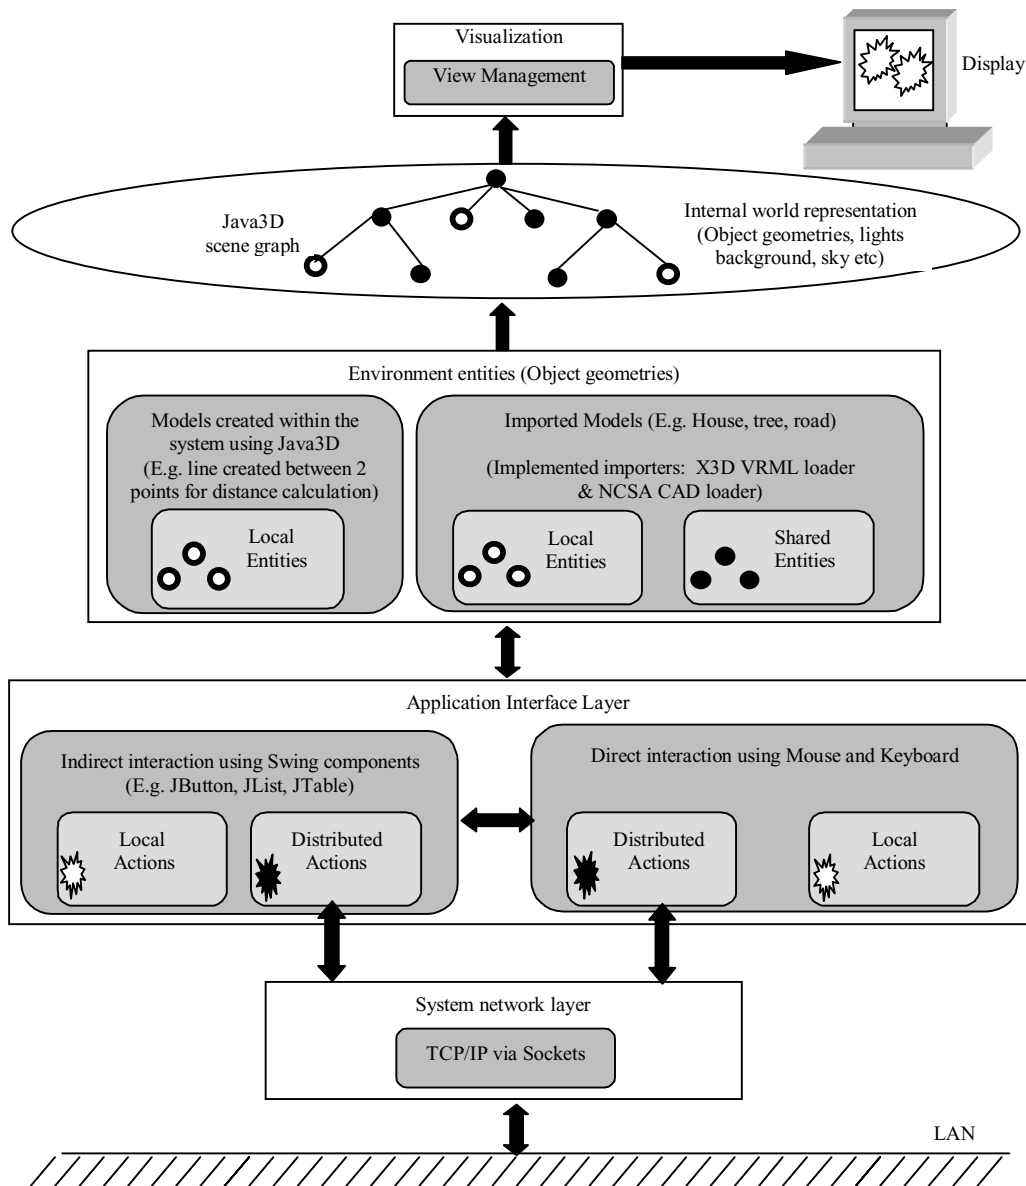 Visualization
View Management
Display
Java3D
scene graph
Internal world representation
(Object geometries, lights
background, sky etc)
Environment entities (Object geometries)
Models created within the
system using Java3D
(E.g. line created between 2
points for distance calculation)
Local
Entities
Imported Models (E.g. House, tree, road)
(Implemented importers: X3D VRML loader
& NCSA CAD loader)
Local
Entities
Shared
Entities
Application Interface Layer
Indirect interaction using Swing components
(E.g. JButton, JList, JTable)
Local
Actions
Distributed
Actions
Direct interaction using Mouse and Keyboard
Distributed
Actions
Local
Actions
System network layer
TCP/IP via Sockets
LAN